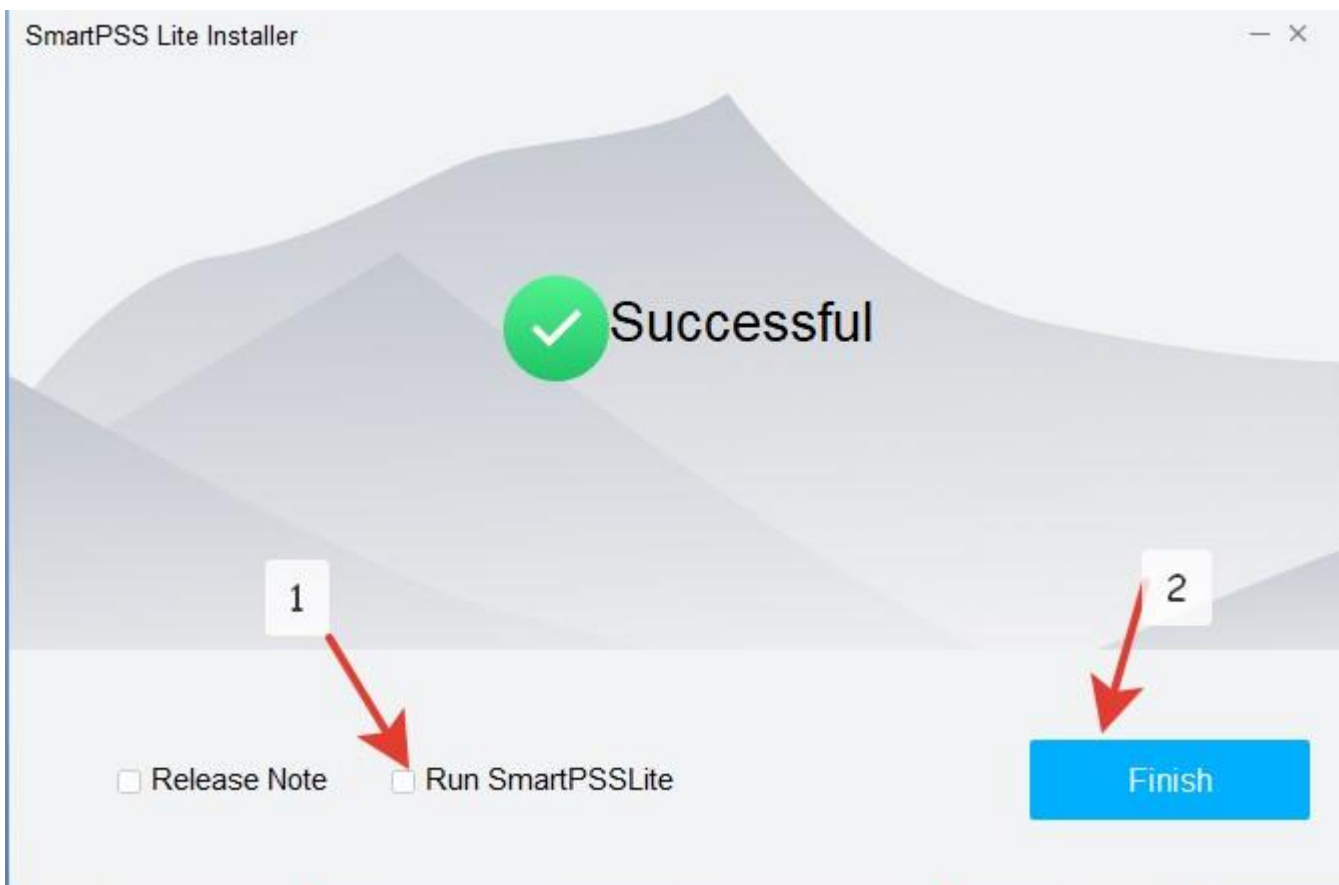 SmartPSS Lite Installer
Successful
1
2
Release Note
Run SmartPSSLite
Finish